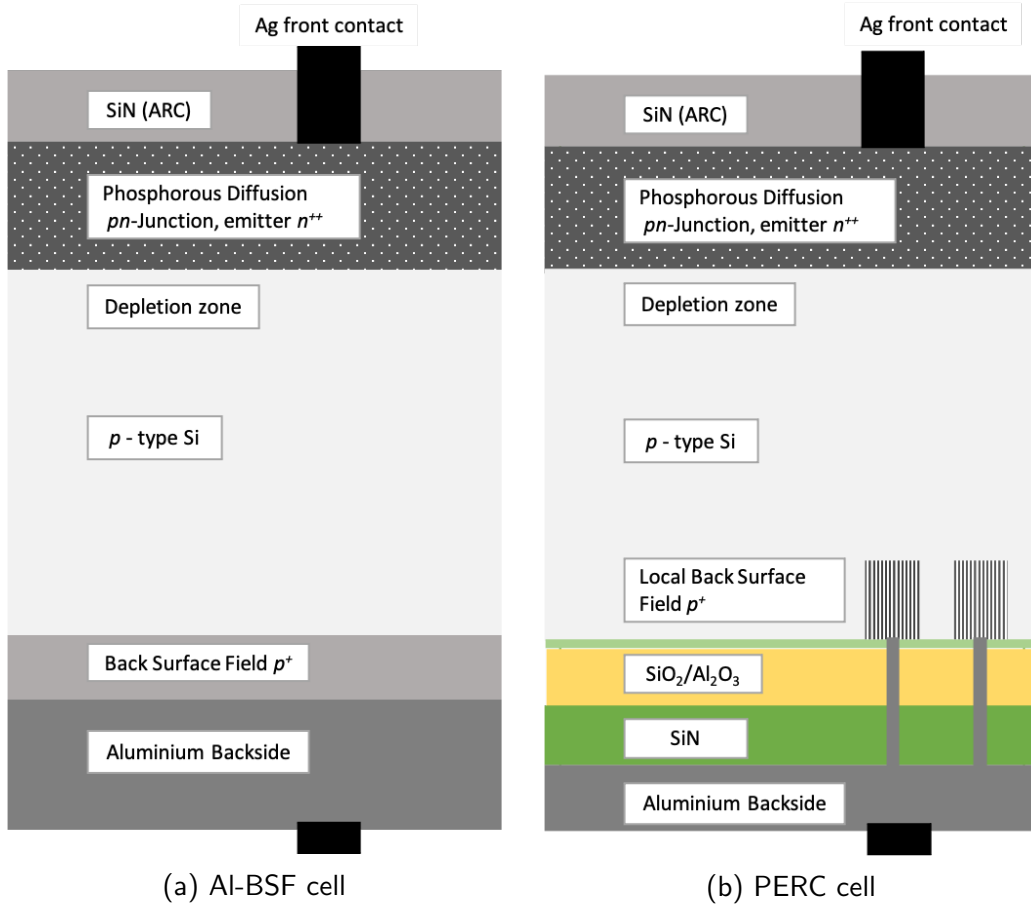 Ag front contact
SiN (ARC)
Phosphorous Diffusion
pn-Junction, emitter n⁺⁺
Depletion zone
p - type Si
Back Surface Field p⁺
Aluminium Backside
(a) Al-BSF cell
Ag front contact
SiN (ARC)
Phosphorous Diffusion
pn-Junction, emitter n⁺⁺
Depletion zone
p - type Si
Local Back Surface
Field p⁺
SiO₂/Al₂O₃
SiN
Aluminium Backside
(b) PERC cell